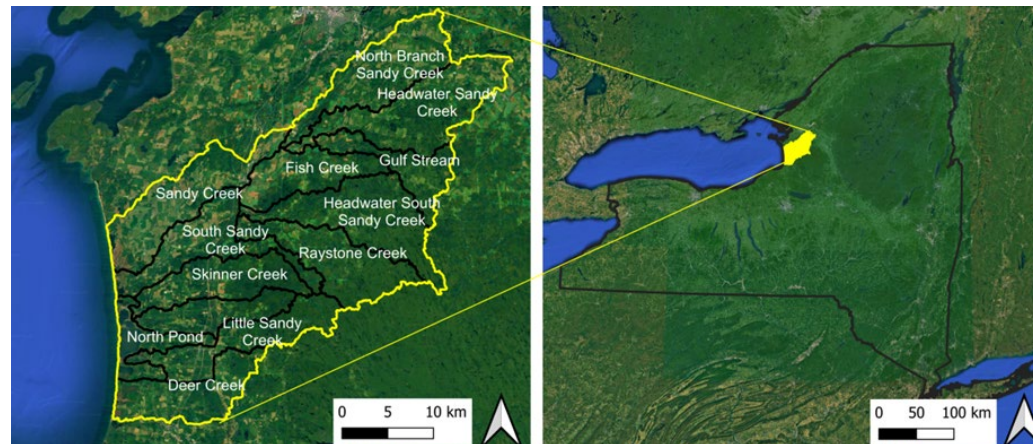 North Branch
Sandy Creek
Headwater Sandy
Creek
Gulf Stream
Fish Creek
Sandy Creek
Headwater South
Sandy Creek
South Sandy
Creek
Raystone Creek
Skinner Creek
Little Sandy
Creek
North Pond
Deer Creek
0 5 10 km
0 50 100 km